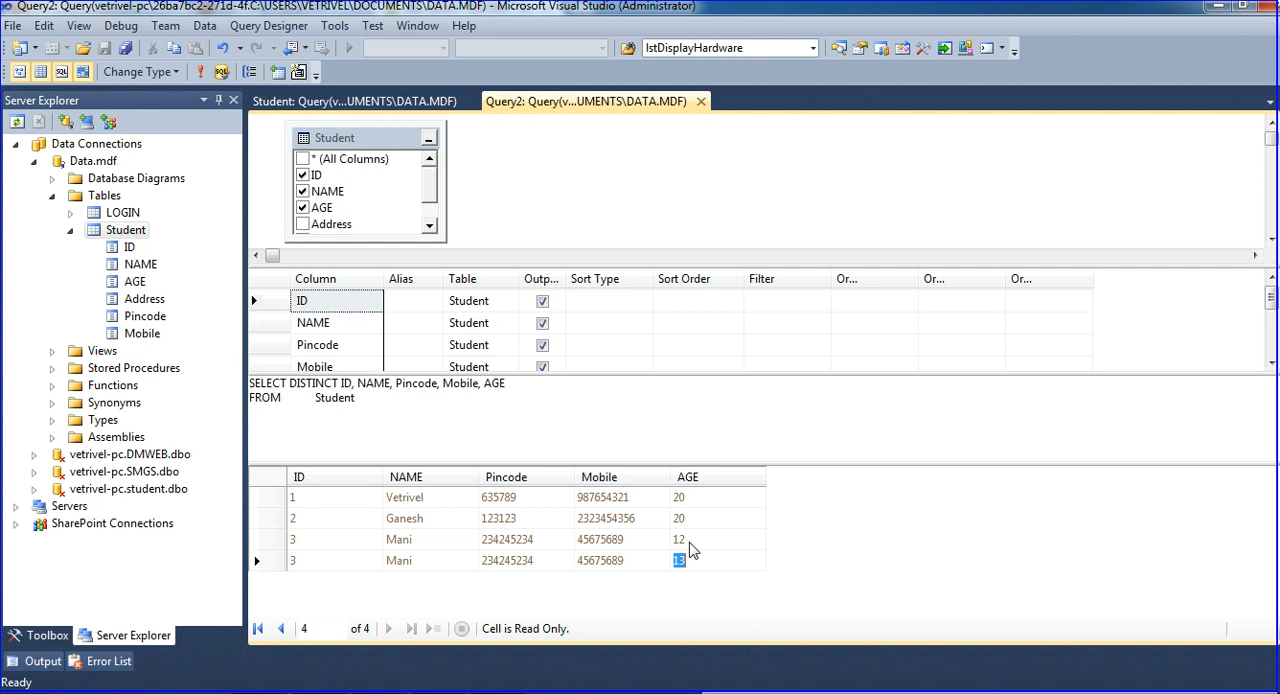 Query2: Query(vetrivel-pc\26ba7bc2-271d-4f.C:\USERS\VETRIVEL\DOCUMENTS\DATA.MDF) - Microsoft Visual Studio (Administrator)
File Edit View Debug Team Data Query Designer Tools Test Window Help
lstDisplayHardware
SQL Change Type SQL
Server Explorer
Student: Query(v...UMENTS\DATA.MDF) Query2: Query(v...UMENTS\DATA.MDF)
Data Connections
Data.mdf
Database Diagrams
Tables
LOGIN
Student
ID
NAME
AGE
Address
Pincode
Mobile
Views
Stored Procedures
Functions
Synonyms
Types
Assemblies
vetrivel-pc.DMWEB.dbo
vetrivel-pc.SMGS.dbo
vetrivel-pc.student.dbo
Servers
SharePoint Connections
Toolbox Server Explorer
Student
* (All Columns)
ID
NAME
AGE
Address
Column Alias Table Outp... Sort Type Sort Order Filter Or... Or... Or...
ID Student
NAME Student
Pincode Student
Mobile Student
SELECT DISTINCT ID, NAME, Pincode, Mobile, AGE
FROM Student
ID NAME Pincode Mobile AGE
1 Vetrivel 635789 987654321 20
2 Ganesh 123123 2323454356 20
3 Mani 234245234 45675689 12
3 Mani 234245234 45675689 13
4 of 4 Cell is Read Only.
Output Error List
Ready